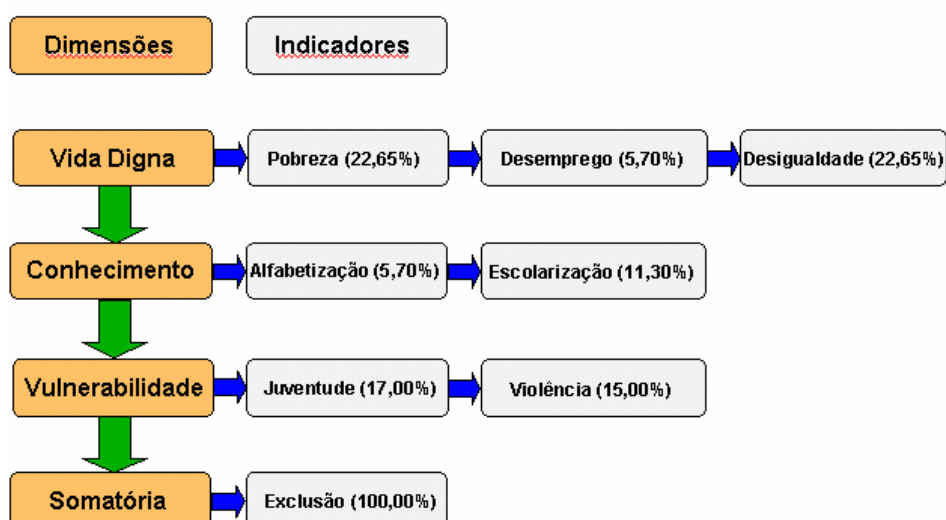 Dimensões
Indicadores
Vida Digna
Pobreza (22,65%)
Desemprego (5,70%)
Desigualdade (22,65%)
Conhecimento
Alfabetização (5,70%)
Escolarização (11,30%)
Vulnerabilidade
Juventude (17,00%)
Violência (15,00%)
Somatória
Exclusão (100,00%)